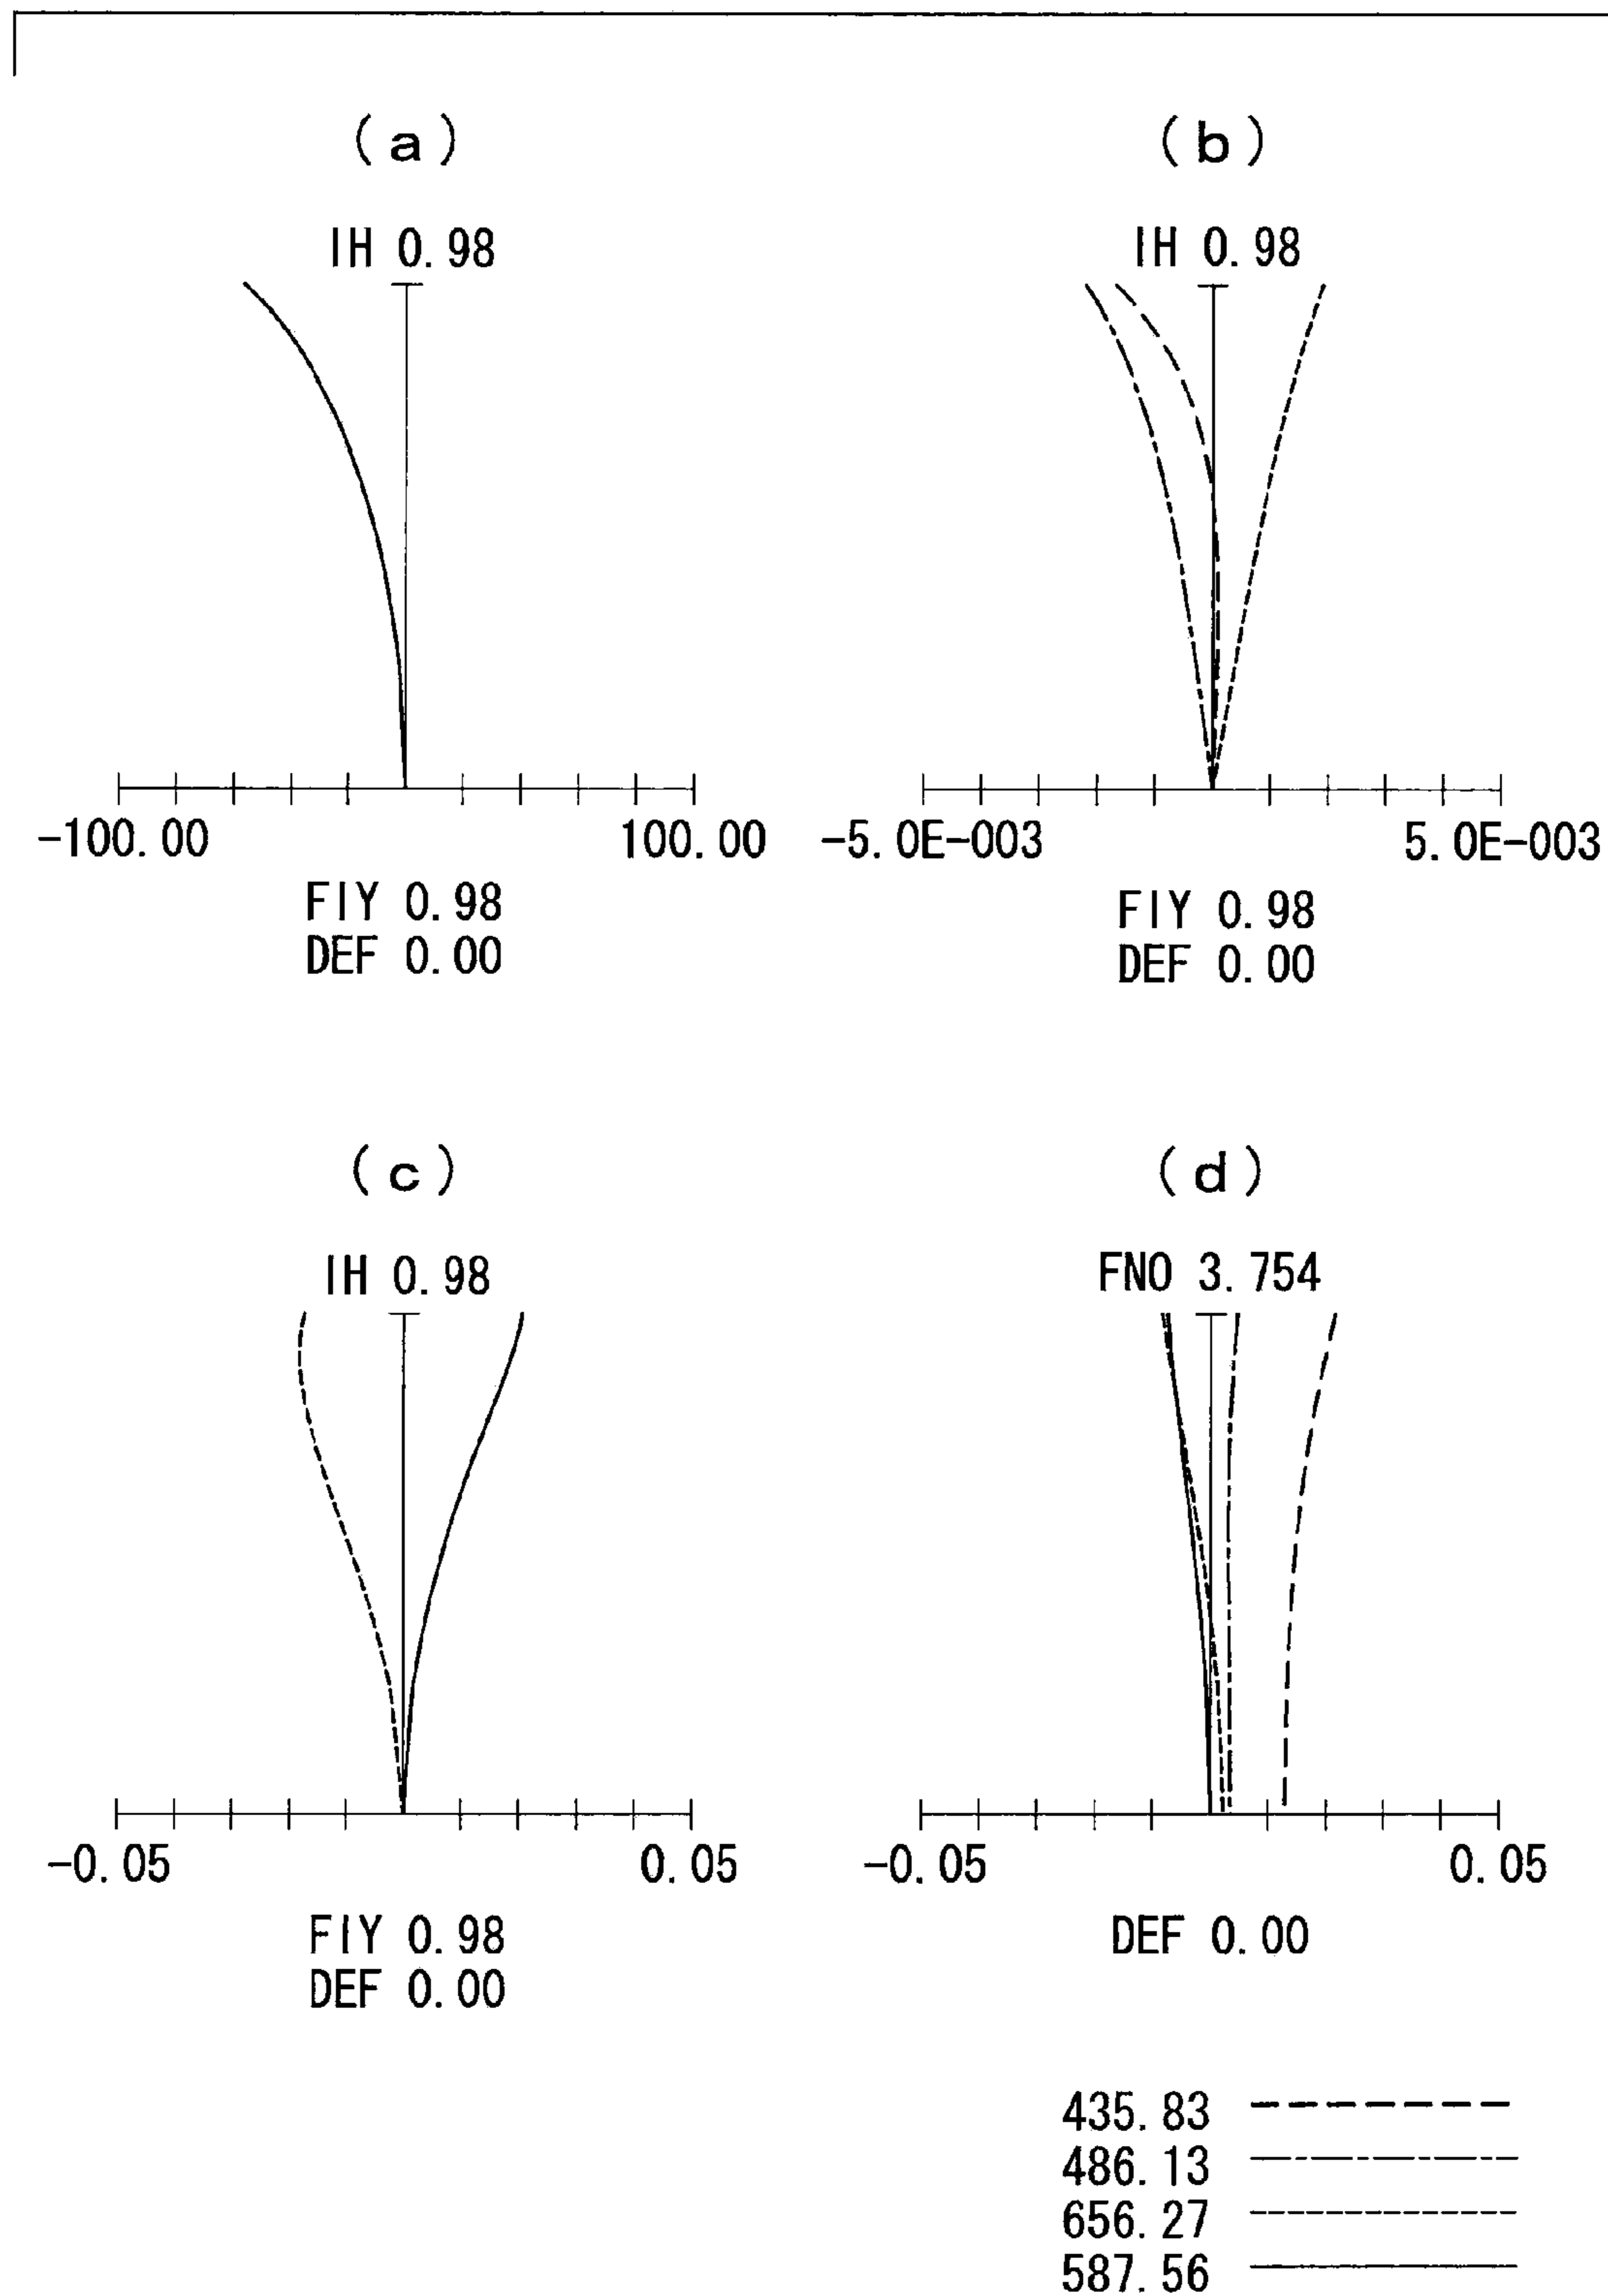 (a)
IH 0.98
-100.00 100.00
FIY 0.98
DEF 0.00
(b)
IH 0.98
-5.0E-003 5.0E-003
FIY 0.98
DEF 0.00
(c)
IH 0.98
-0.05 0.05
FIY 0.98
DEF 0.00
(d)
FNO 3.754
-0.05 0.05
DEF 0.00
435.83
486.13
656.27
587.56